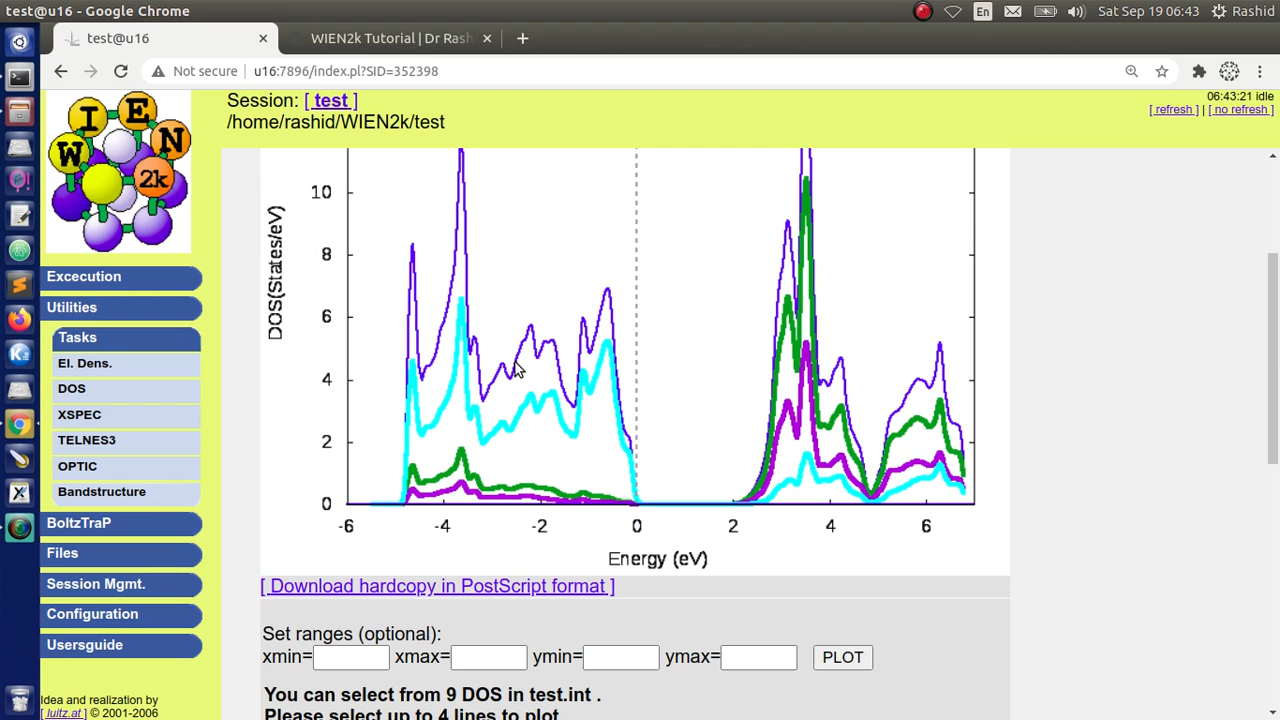 test@u16 - Google Chrome
En
Sat Sep 19 06:43
Rashid
test@u16
WIEN2k Tutorial | Dr Rash
Not secure
u16:7896/index.pl?SID=352398
W I E N 2k
Session: [ test ]
/home/rashid/WIEN2k/test
06:43:21 idle
[ refresh ] | [ no refresh ]
Excecution
Utilities
Tasks
El. Dens.
DOS
XSPEC
TELNES3
OPTIC
Bandstructure
BoltzTraP
Files
Session Mgmt.
Configuration
Usersguide
Idea and realization by
[ luitz.at ] © 2001-2006
DOS(States/eV)
10
8
6
4
2
0
-6 -4 -2 0 2 4 6
Energy (eV)
[ Download hardcopy in PostScript format ]
Set ranges (optional):
xmin= xmax= ymin= ymax= PLOT
You can select from 9 DOS in test.int .
Please select up to 4 lines to plot